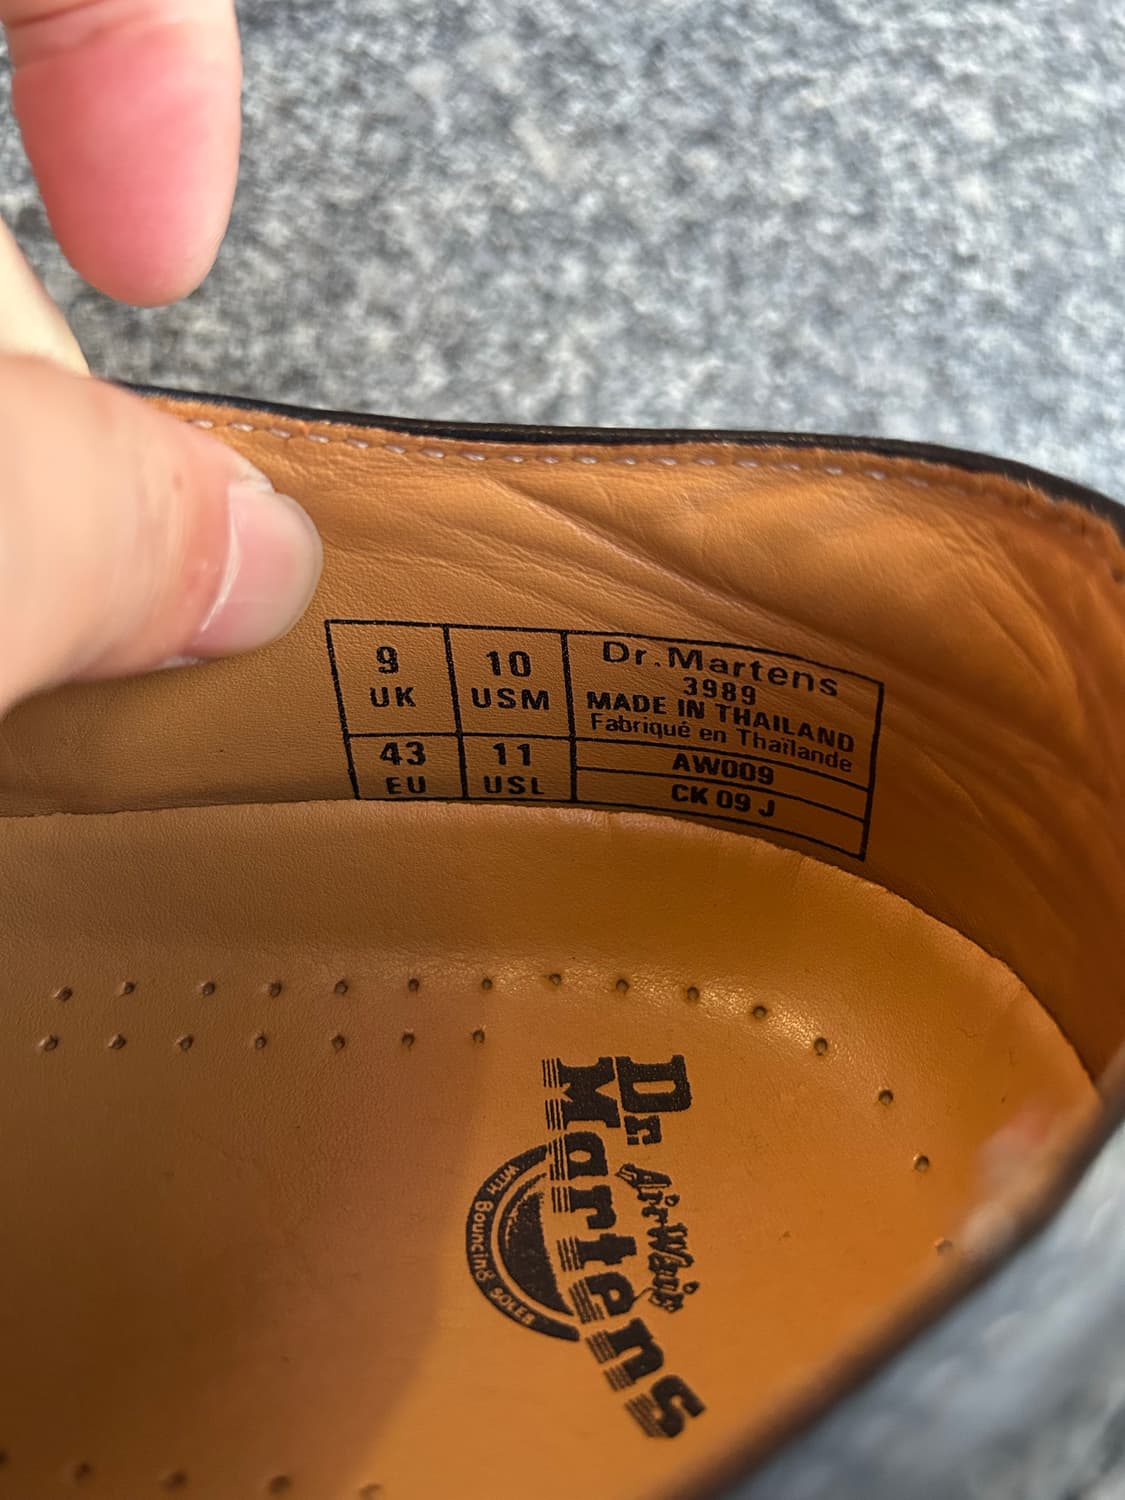 9
UK
10
USM
43
EU
11
USL
Dr.Martens
3989
MADE IN THAILAND
Fabriqué en Thaïlande
AW009
CK 09 J
Dr. Martens
AirWair
WITH Bouncing SOLES